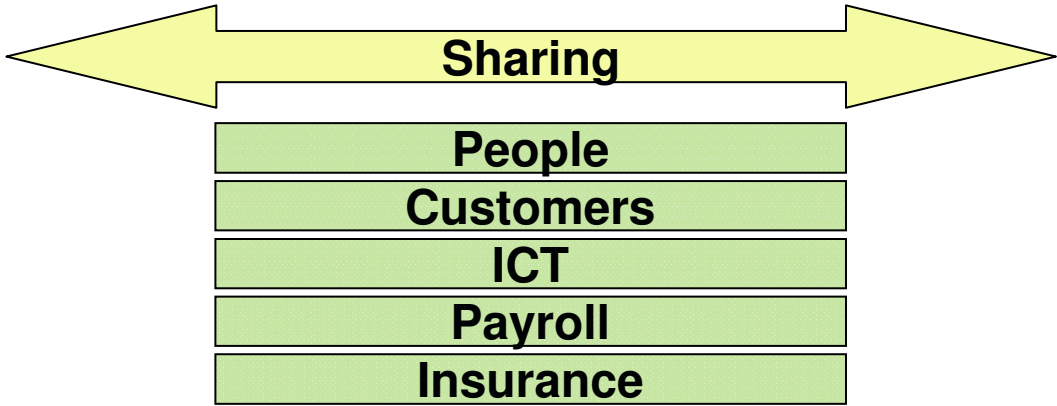 Sharing
People
Customers
ICT
Payroll
Insurance